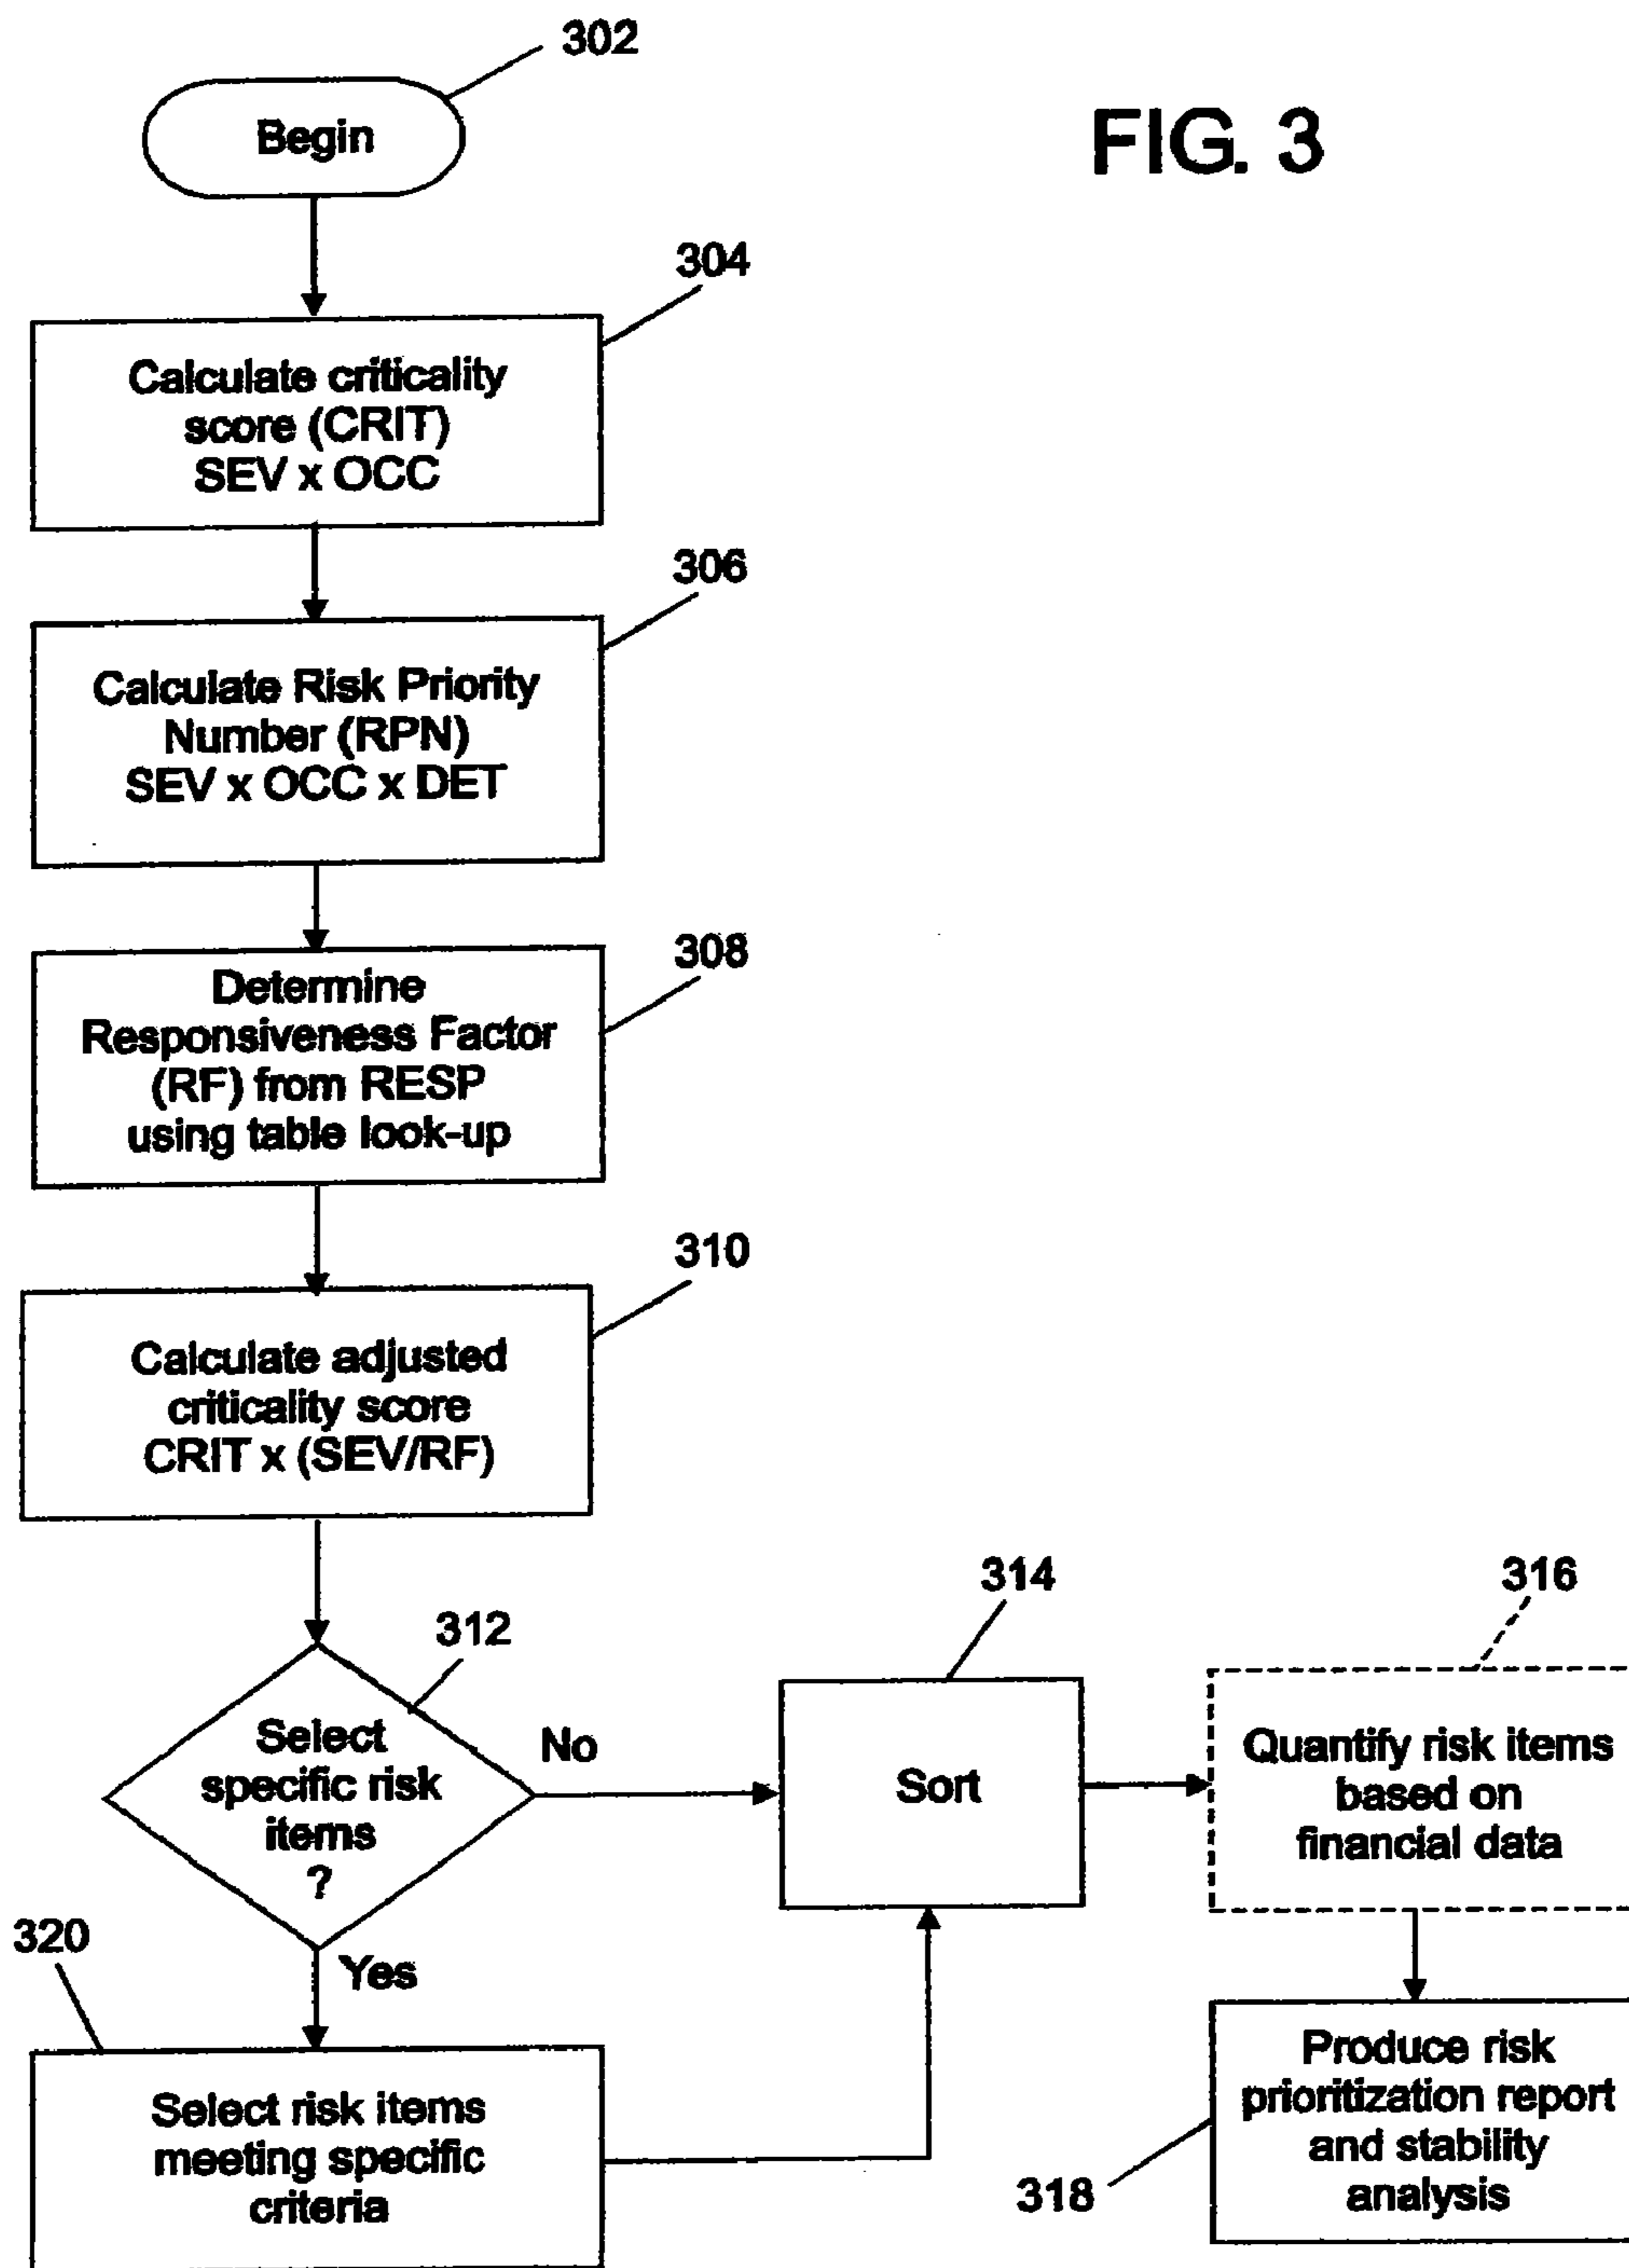 FIG. 3
302
Begin
304
Calculate criticality
score (CRIT)
SEV x OCC
306
Calculate Risk Priority
Number (RPN)
SEV x OCC x DET
308
Determine
Responsiveness Factor
(RF) from RESP
using table look-up
310
Calculate adjusted
criticality score
CRIT x (SEV/RF)
312
Select
specific risk
items
?
No
Yes
314
Sort
316
Quantify risk items
based on
financial data
318
Produce risk
prioritization report
and stability
analysis
320
Select risk items
meeting specific
criteria